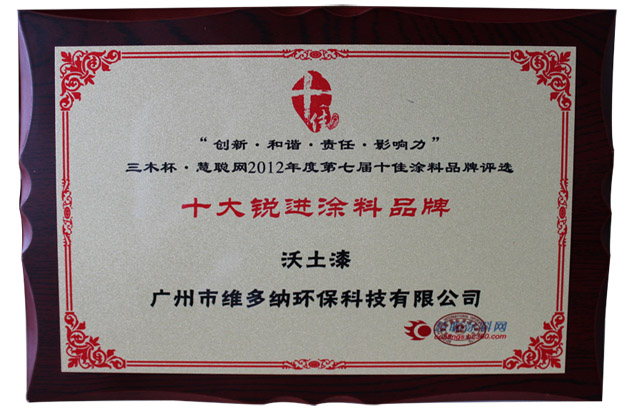 十佳
“创新·和谐·责任·影响力”
三木杯·慧聪网2012年度第七届十佳涂料品牌评选
十大锐进涂料品牌
沃土漆
广州市维多纳环保科技有限公司